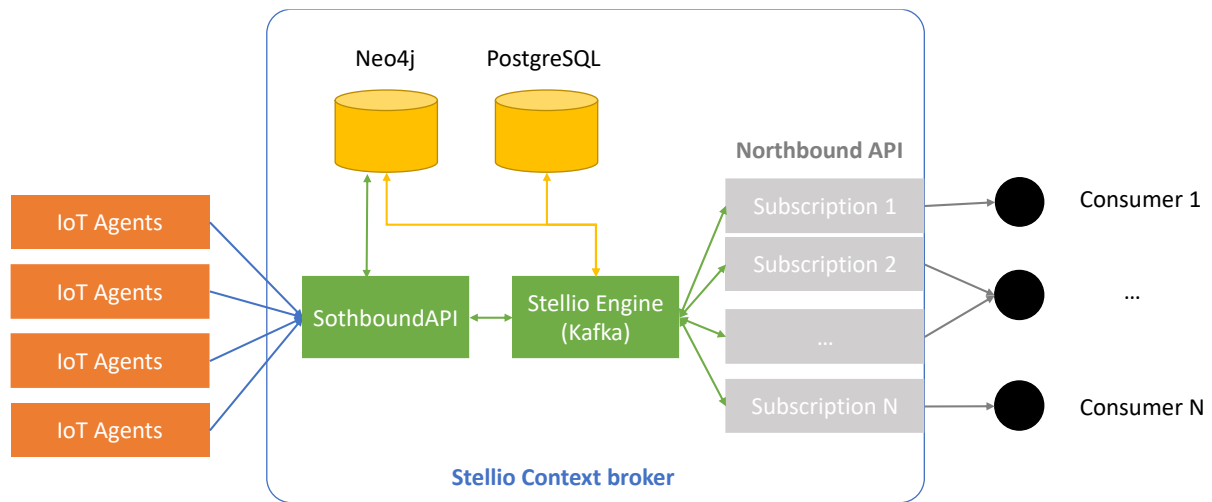 Neo4j
PostgreSQL
Northbound API
IoT Agents
IoT Agents
IoT Agents
IoT Agents
SothboundAPI
Stellio Engine
(Kafka)
Subscription 1
Subscription 2
...
Subscription N
Consumer 1
...
Consumer N
Stellio Context broker